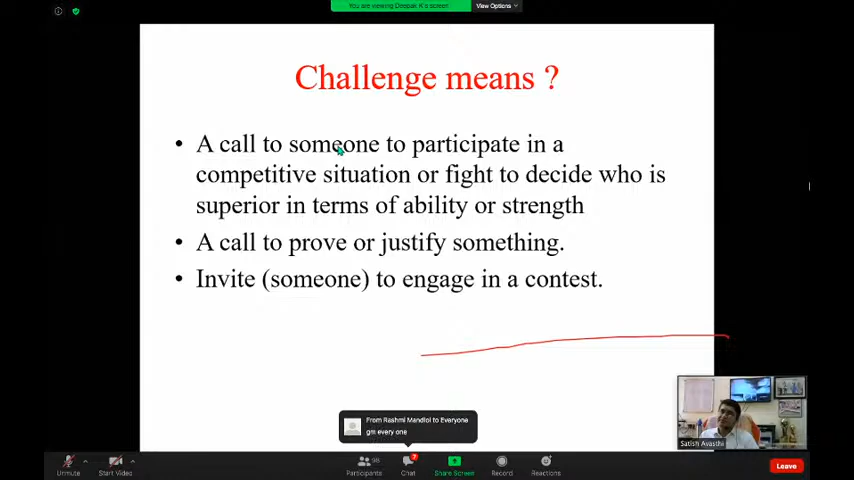 You are viewing Deepak K's screen
View Options
Challenge means ?
• A call to someone to participate in a
competitive situation or fight to decide who is
superior in terms of ability or strength
• A call to prove or justify something.
• Invite (someone) to engage in a contest.
From Rashmi Mandloi to Everyone
gm every one
Satish Avasthi
Unmute
Start Video
Participants
98
Chat
Share Screen
Record
Reactions
Leave